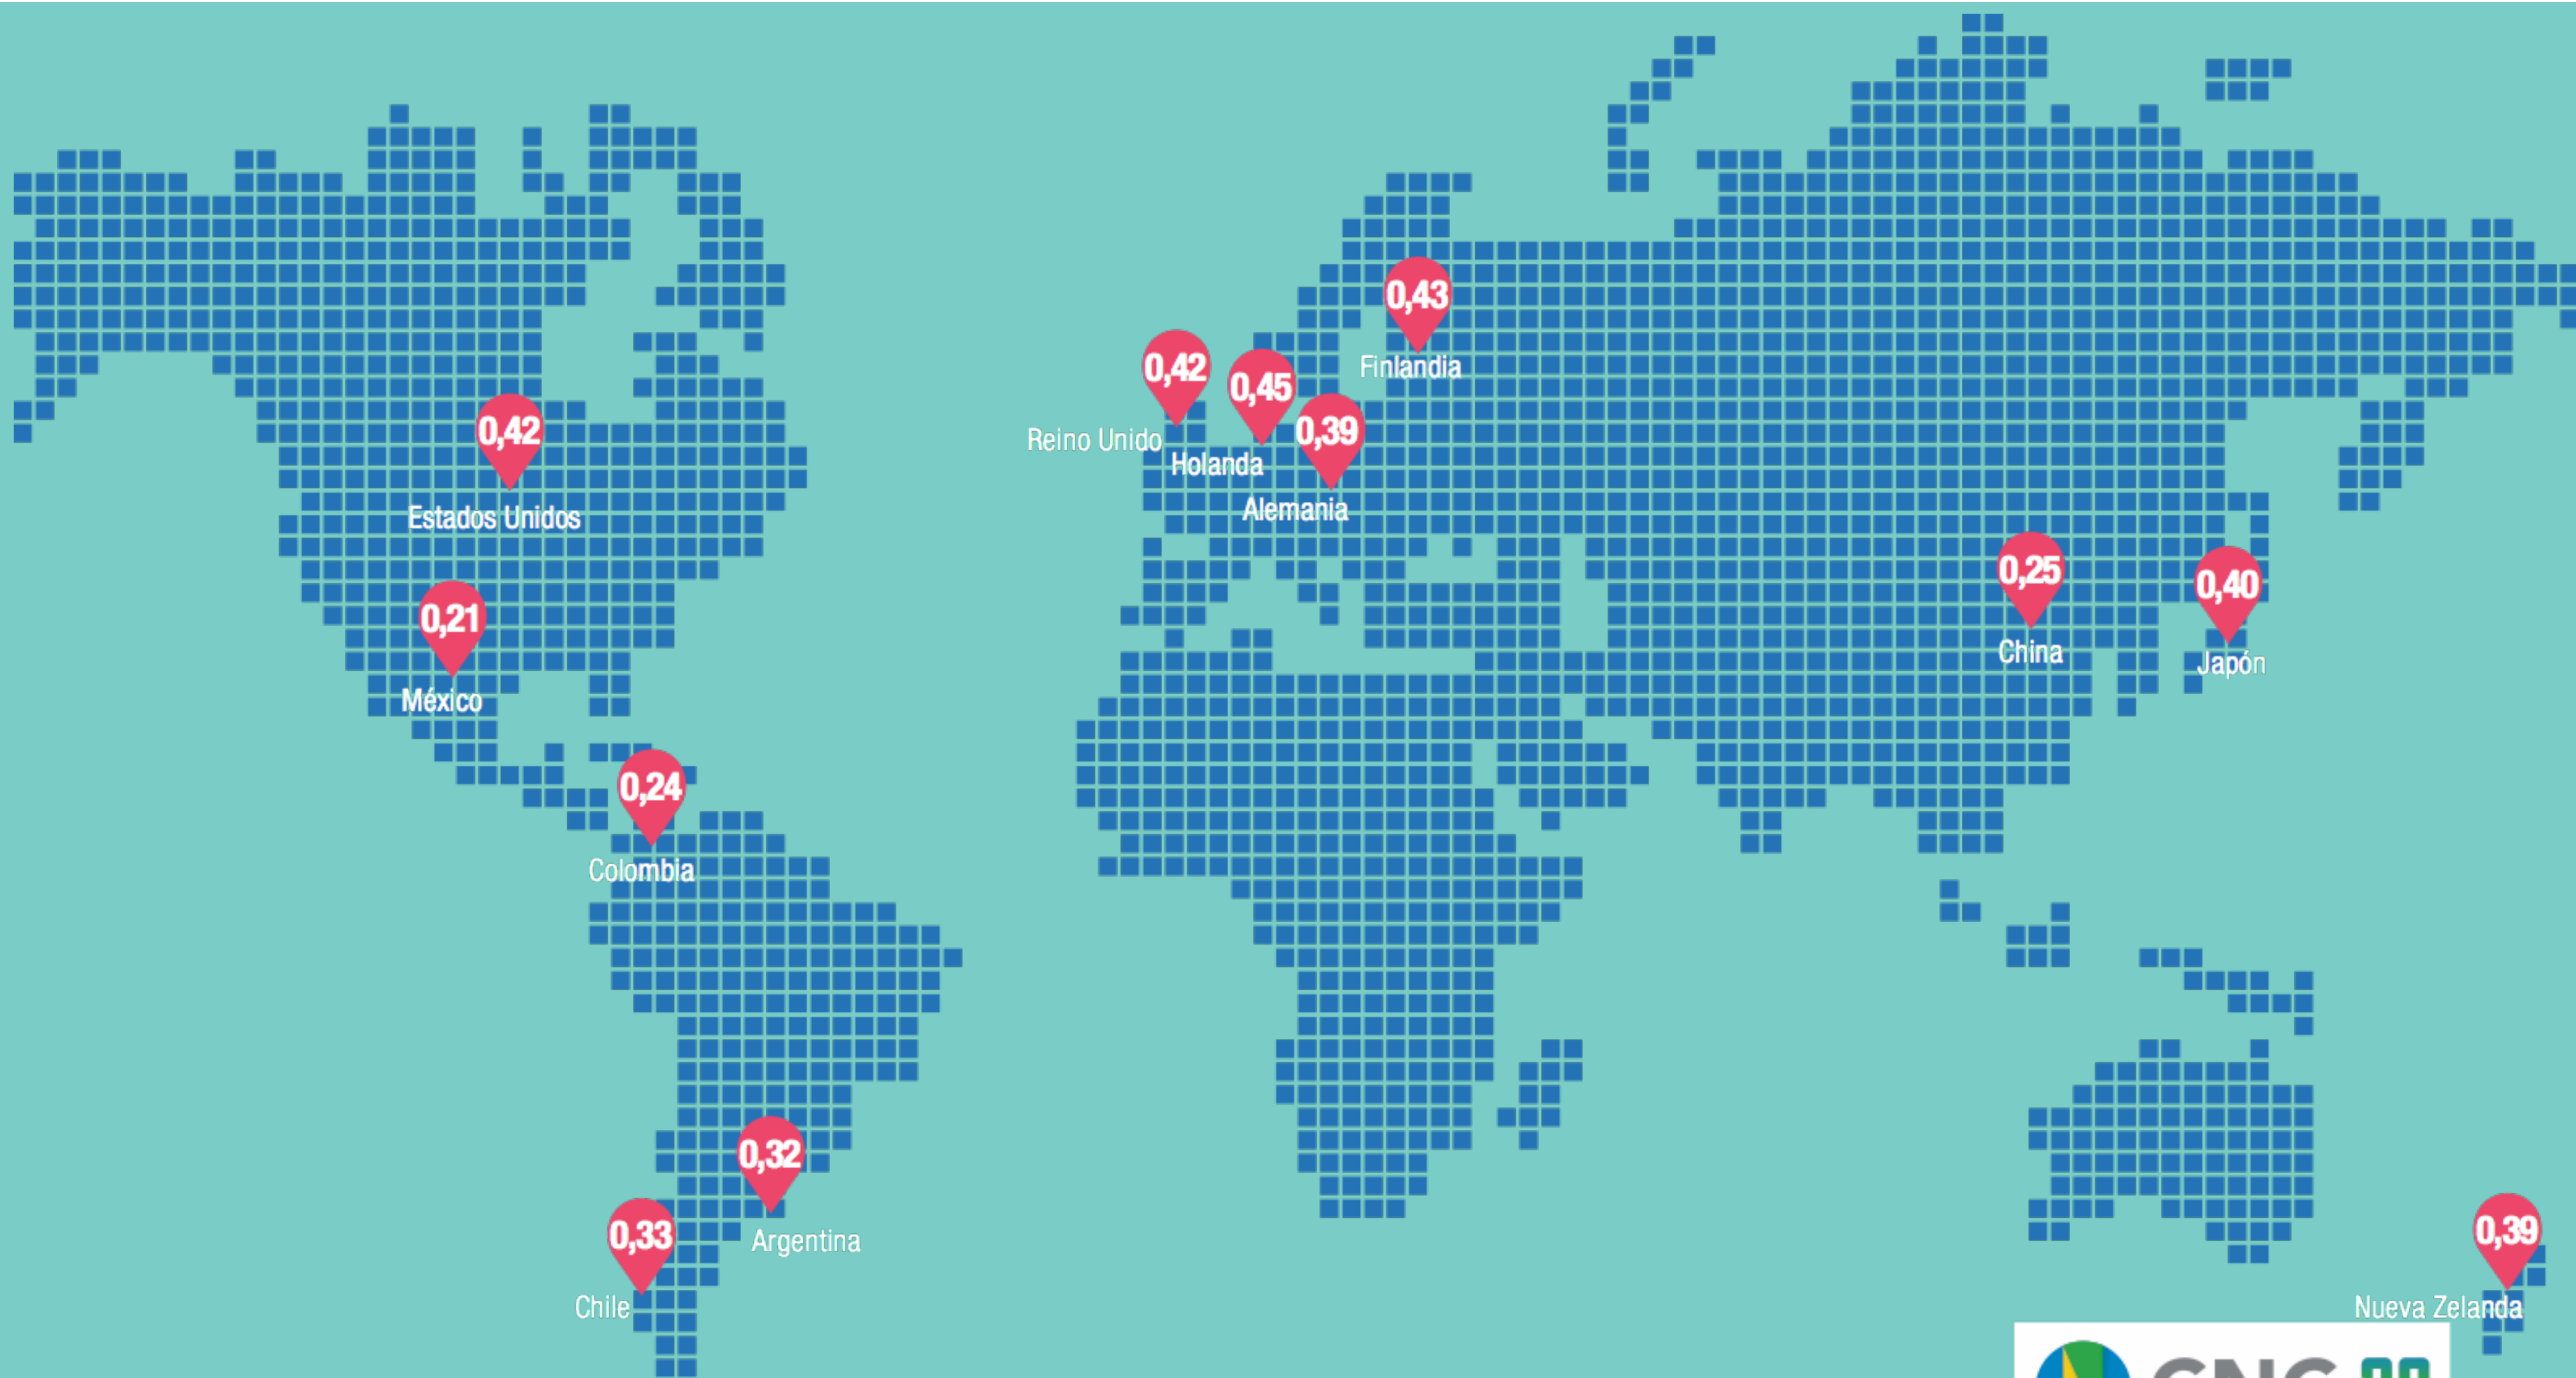 0,43
Finlandia
0,42
Reino Unido
0,45
Holanda
0,39
Alemania
0,42
Estados Unidos
0,25
China
0,40
Japón
0,21
México
0,24
Colombia
0,32
Argentina
0,33
Chile
0,39
Nueva Zelanda